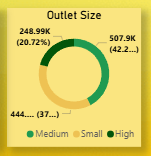 Outlet Size
248.99K
(20.72%)
507.9K
(42.2...)
444.... (37...)
Medium
Small
High